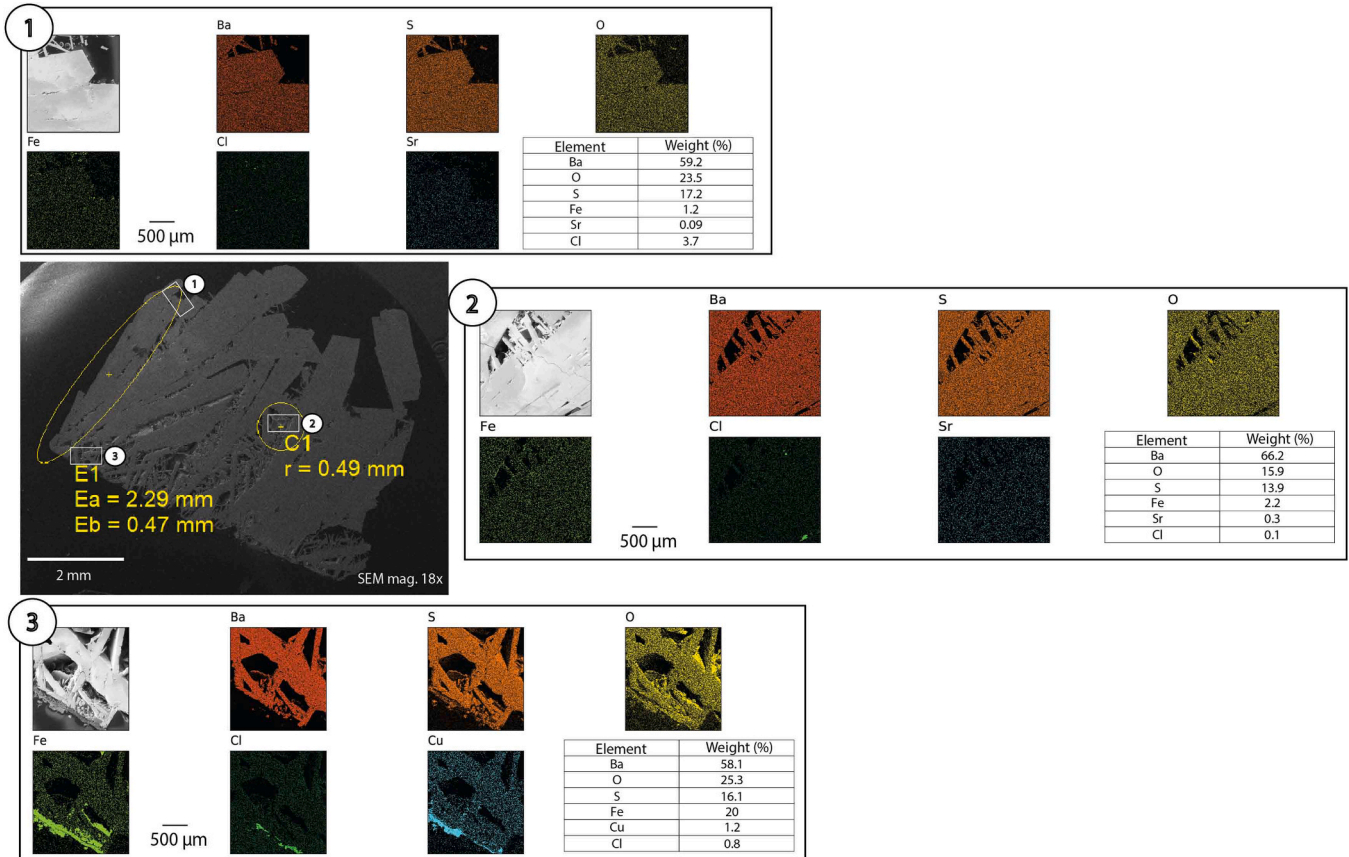 1
Ba S O
Fe Cl Sr
500 µm
Element Weight (%)
Ba 59.2
O 23.5
S 17.2
Fe 1.2
Sr 0.09
Cl 3.7
1
2
C1
r = 0.49 mm
3
E1
Ea = 2.29 mm
Eb = 0.47 mm
2 mm
SEM mag. 18x
2
Ba S O
Fe Cl Sr
500 µm
Element Weight (%)
Ba 66.2
O 15.9
S 13.9
Fe 2.2
Sr 0.3
Cl 0.1
3
Ba S O
Fe Cl Cu
500 µm
Element Weight (%)
Ba 58.1
O 25.3
S 16.1
Fe 20
Cu 1.2
Cl 0.8